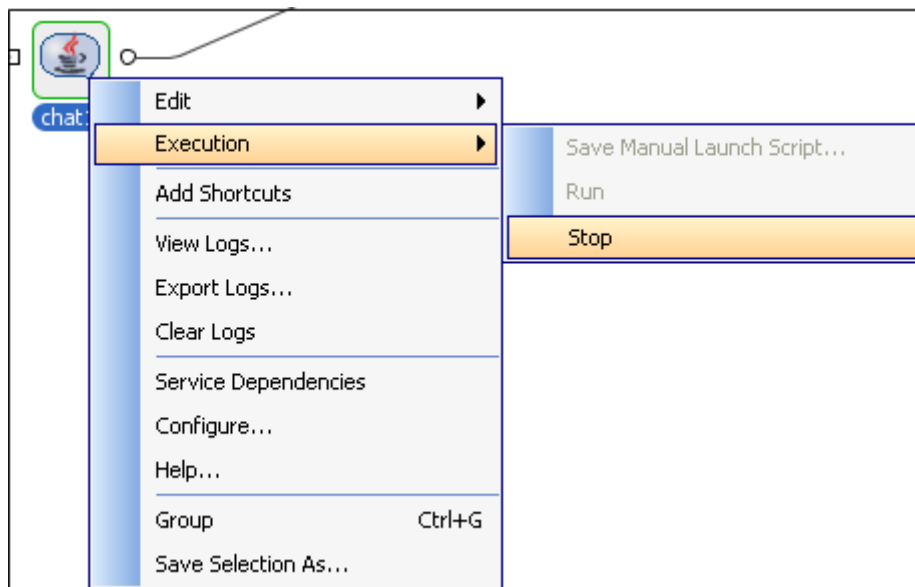 chat
Edit
Execution
Add Shortcuts
View Logs...
Export Logs...
Clear Logs
Service Dependencies
Configure...
Help...
Group Ctrl+G
Save Selection As...
Save Manual Launch Script...
Run
Stop